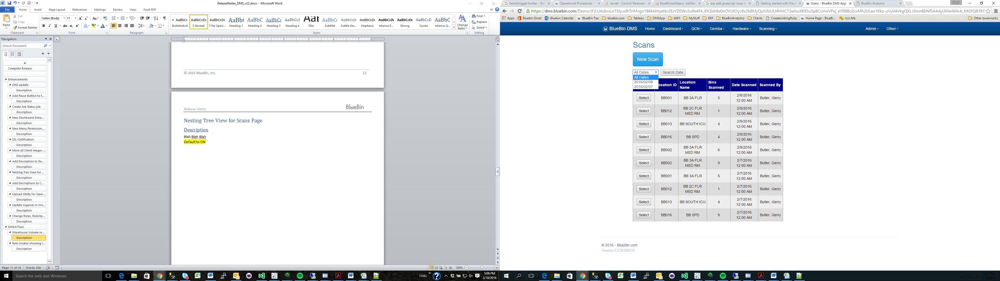 ReleaseNotes_DMS_v22.docx - Microsoft Word
File Home Insert Page Layout References Mailings Review View Foxit PDF
Cut
Copy
Format Painter
Paste
Clipboard
Calibri (Body) 11
Font
Paragraph
AaBbCc AaBbCcDc AaBbCcDc AaBbC AaBbC AaBbCc AaBbCcI AaBbC AaBbCcDc AaBbCcDc AaBbCcDc AaBbCcDc AaBbCcD AaBbCcDc
BulletedList ¶ Normal ¶ No Spaci... Heading 1 Heading 2 Heading 3 Heading 4 Title Subtitle Subtle Em... Emphasis Intense E... Strong Quote Intense Q...
Styles
Change Styles
Find
Replace
Select
Editing
Navigation
Search Document
Complete Release
Enhancements
DNS update
Description
Add Pause Button to t...
Description
Create Job Status job
Description
New Dashboard Enha...
Description
New Menu Permission...
Description
SSL Certification
Description
Move all Client Images ...
Description
Add Description to Ite...
Description
Nesting Tree View for ...
Description
Add Descriptions to C...
Description
Upload Utility for Oper...
Description
Update Legends in Wo...
Description
Change Roles, RoleOp...
Description
Defect Fixes
Warehouse Volume re...
Description
Item Locator showing i...
Description
© 2015 BlueBin, Inc. 11
Release Notes BlueBin
Nesting Tree View for Scans Page
Description
Blah Blah Blah
Default to ON
Page: 11 of 18 Words: 656
100%
Search the web and Windows
Links
5:06 PM
2/10/2016
hawkblogger twitter - Goo Operational Procedures - vb.net - Control Parameter BlueBinJobStatus: JobStatu asp add javascript close b Getting started with Visual Scans - BlueBin DMS App BlueBin Analytics
Gerry
Apps Bluebin Email Bluebin Calendar BlueBin Trac bluebin.com Tableau DMSApp AWS MyStuff ERP BlueBinAnalytics Clients CreateLinkingRuby Home Page - BlueBi... Join.Me Other bookmarks
BlueBin DMS Home Dashboard QCN Gemba Hardware Scanning Admin Other
Scans
New Scan
All Dates Search Date
All Dates
2016/02/08
2016/02/07
ocation ID Location Name Bins Scanned Date Scanned Scanned By
Select BB001 BB 3A FLR 5 2/8/2016 12:00 AM Butler, Gerry
Select BB012 BB 2C FLR MED RM 1 2/8/2016 12:00 AM Butler, Gerry
Select BB013 BB SOUTH ICU 4 2/8/2016 12:00 AM Butler, Gerry
Select BB016 BB SPD 4 2/8/2016 12:00 AM Butler, Gerry
Select BB002 BB 3A FLR MED RM 6 2/8/2016 12:00 AM Butler, Gerry
Select BB002 BB 3A FLR MED RM 9 2/7/2016 12:00 AM Butler, Gerry
Select BB001 BB 3A FLR 5 2/7/2016 12:00 AM Butler, Gerry
Select BB012 BB 2C FLR MED RM 1 2/7/2016 12:00 AM Butler, Gerry
Select BB013 BB SOUTH ICU 4 2/7/2016 12:00 AM Butler, Gerry
Select BB016 BB SPD 9 2/7/2016 12:00 AM Butler, Gerry
© 2016 - BlueBin.com
Version 2.2.20160210